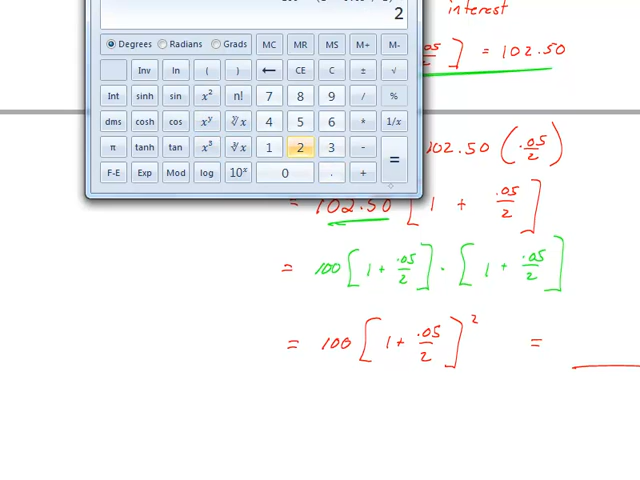 interest
2
.05/2 ] = 102.50
Degrees Radians Grads MC MR MS M+ M-
Inv ln ( ) ← CE C ± √
Int sinh sin x² n! 7 8 9 / %
dms cosh cos xʸ ʸ√x 4 5 6 * 1/x
π tanh tan x³ ³√x 1 2 3 - =
F-E Exp Mod log 10ˣ 0 . +
102.50 (.05/2)
= 102.50 [ 1 + .05/2 ]
= 100 [ 1 + .05/2 ] · [ 1 + .05/2 ]
= 100 [ 1 + .05/2 ]² =